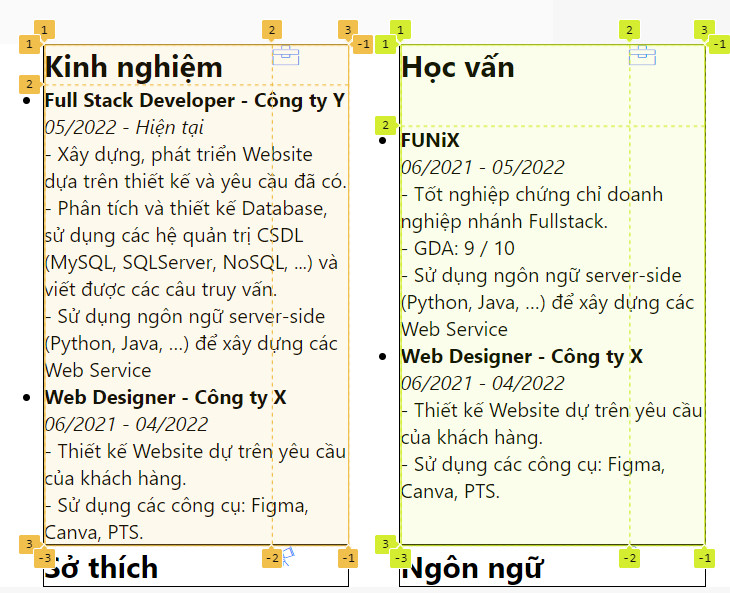 1
2
3
-1
1
2
3
-1
1
1
Kinh nghiệm
2
Full Stack Developer - Công ty Y
05/2022 - Hiện tại
- Xây dựng, phát triển Website
dựa trên thiết kế và yêu cầu đã có.
- Phân tích và thiết kế Database,
sử dụng các hệ quản trị CSDL
(MySQL, SQLServer, NoSQL, ...) và
viết được các câu truy vấn.
- Sử dụng ngôn ngữ server-side
(Python, Java, ...) để xây dựng các
Web Service
Web Designer - Công ty X
06/2021 - 04/2022
- Thiết kế Website dự trên yêu cầu
của khách hàng.
- Sử dụng các công cụ: Figma,
Canva, PTS.
3
-3
-2
-1
Sở thích
Học vấn
2
FUNiX
06/2021 - 05/2022
- Tốt nghiệp chứng chỉ doanh
nghiệp nhánh Fullstack.
- GDA: 9 / 10
- Sử dụng ngôn ngữ server-side
(Python, Java, ...) để xây dựng các
Web Service
Web Designer - Công ty X
06/2021 - 04/2022
- Thiết kế Website dự trên yêu cầu
của khách hàng.
- Sử dụng các công cụ: Figma,
Canva, PTS.
3
-3
-2
-1
Ngôn ngữ